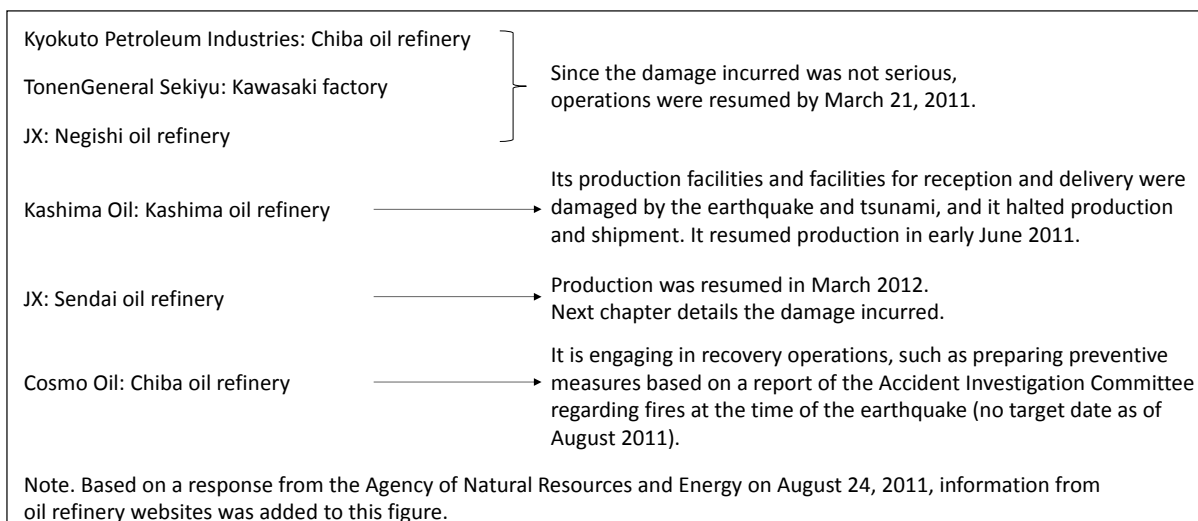 Kyokuto Petroleum Industries: Chiba oil refinery
TonenGeneral Sekiyu: Kawasaki factory
JX: Negishi oil refinery
Since the damage incurred was not serious,
operations were resumed by March 21, 2011.
Kashima Oil: Kashima oil refinery
Its production facilities and facilities for reception and delivery were
damaged by the earthquake and tsunami, and it halted production
and shipment. It resumed production in early June 2011.
JX: Sendai oil refinery
Production was resumed in March 2012.
Next chapter details the damage incurred.
Cosmo Oil: Chiba oil refinery
It is engaging in recovery operations, such as preparing preventive
measures based on a report of the Accident Investigation Committee
regarding fires at the time of the earthquake (no target date as of
August 2011).
Note. Based on a response from the Agency of Natural Resources and Energy on August 24, 2011, information from
oil refinery websites was added to this figure.